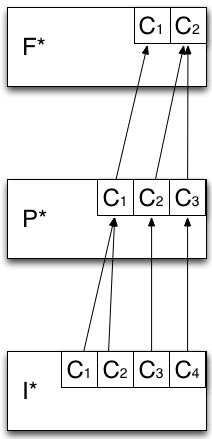 C₁ C₂
F*
C₁ C₂ C₃
P*
C₁ C₂ C₃ C₄
I*